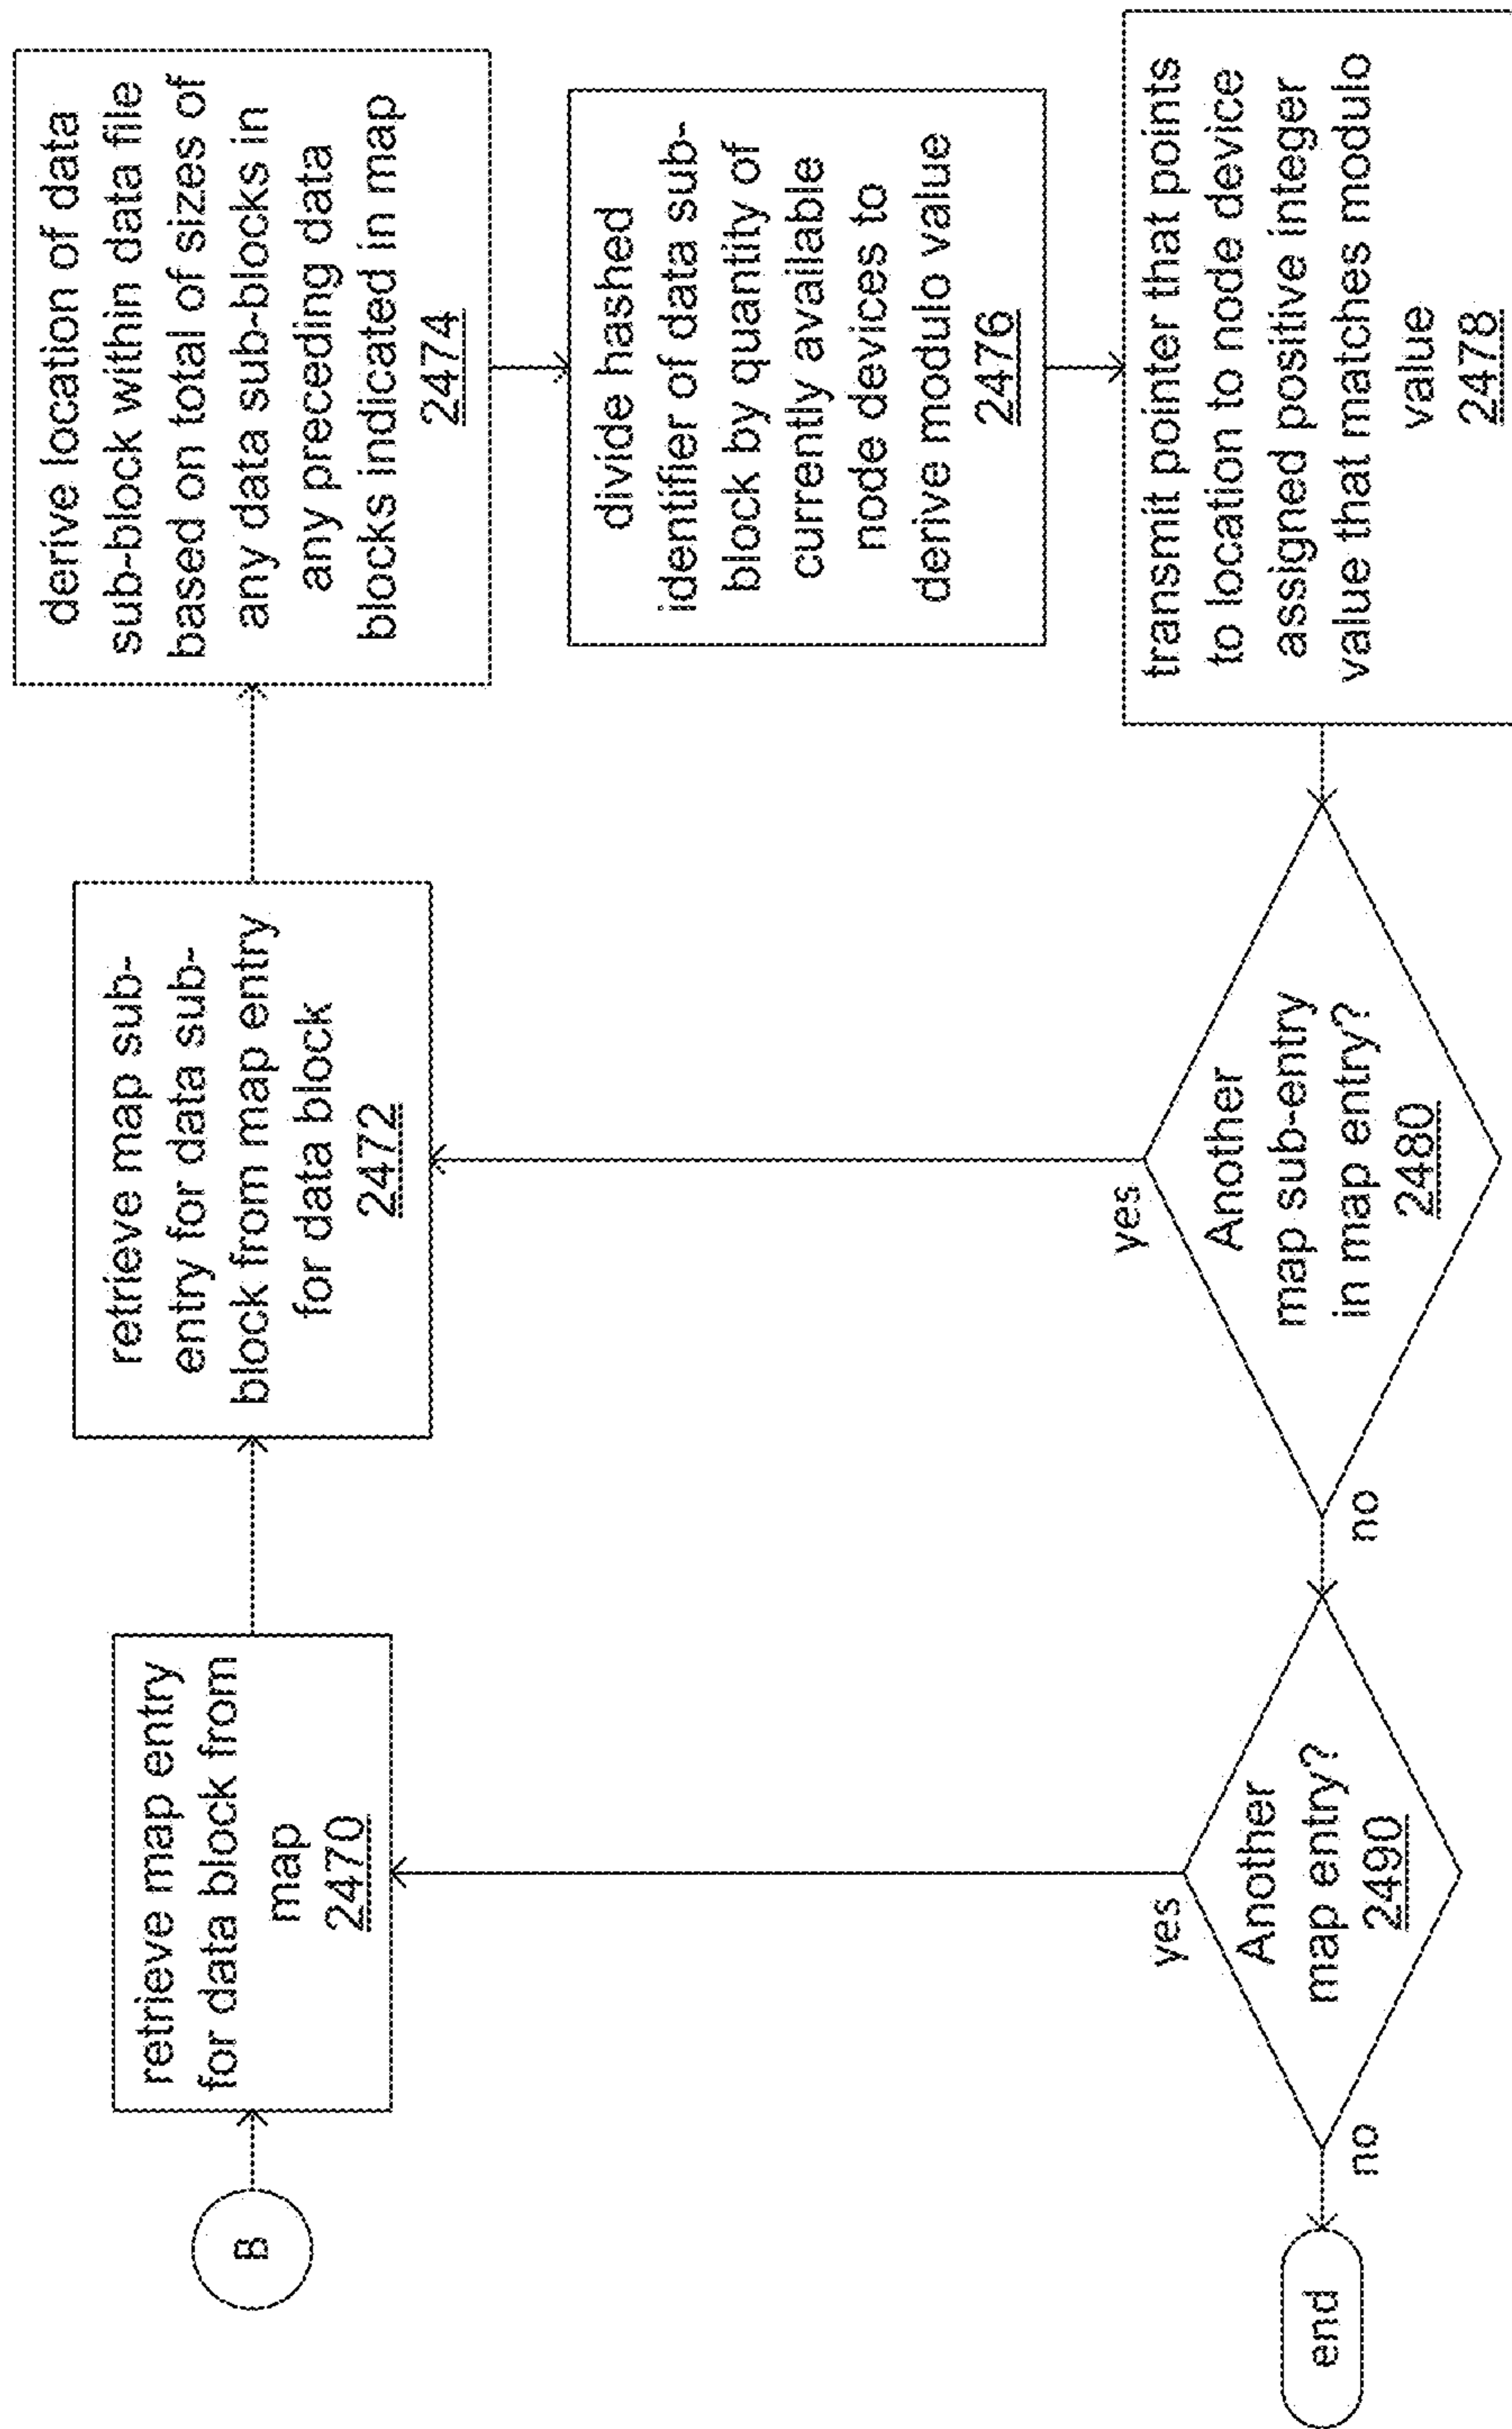 B
retrieve map entry
for data block from
map
2470
retrieve map sub-
entry for data sub-
block from map entry
for data block
2472
derive location of data
sub-block within data file
based on total of sizes of
any data sub-blocks in
any preceding data
blocks indicated in map
2474
divide hashed
identifier of data sub-
block by quantity of
currently available
node devices to
derive modulo value
2476
transmit pointer that points
to location to node device
assigned positive integer
value that matches modulo
value
2478
yes
Another
map sub-entry
in map entry?
2480
no
yes
Another
map entry?
2490
no
end